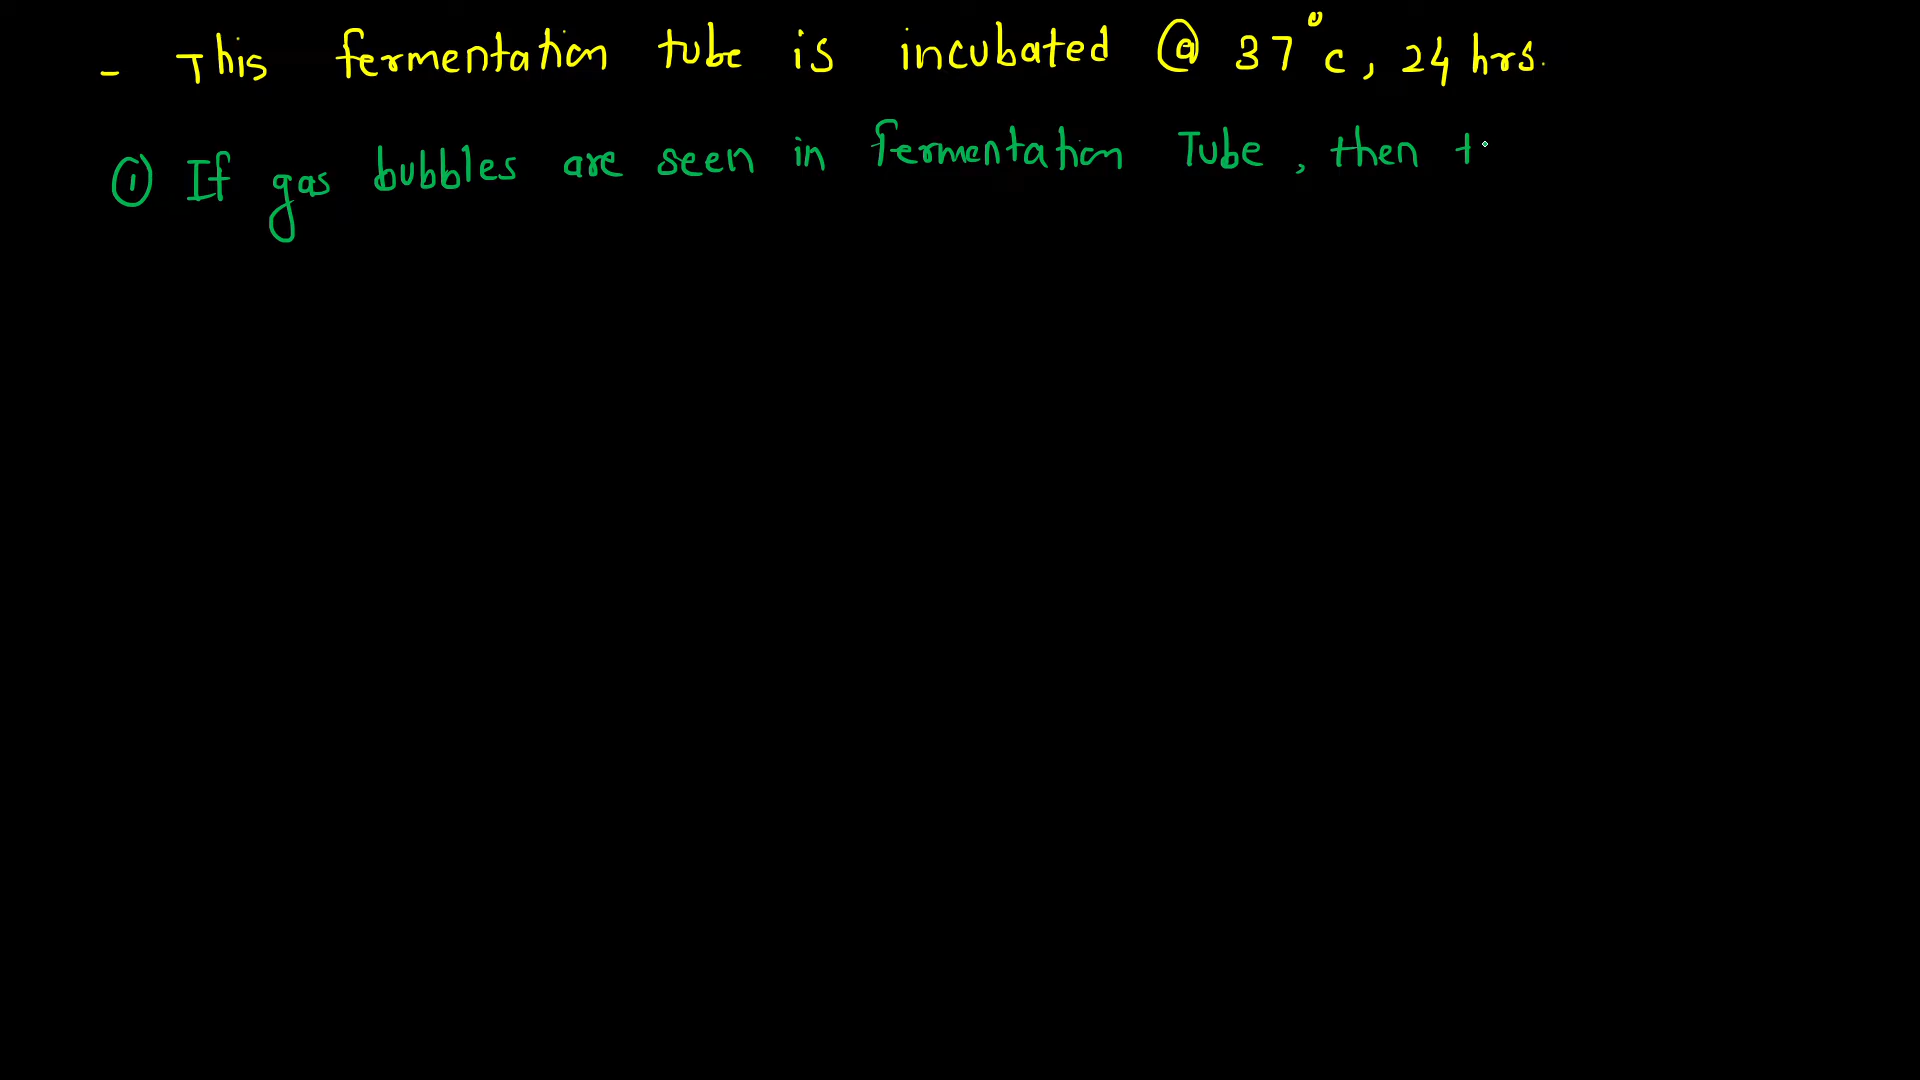 - This fermentation tube is incubated @ 37°c, 24 hrs.
① If gas bubbles are seen in fermentation Tube, then t